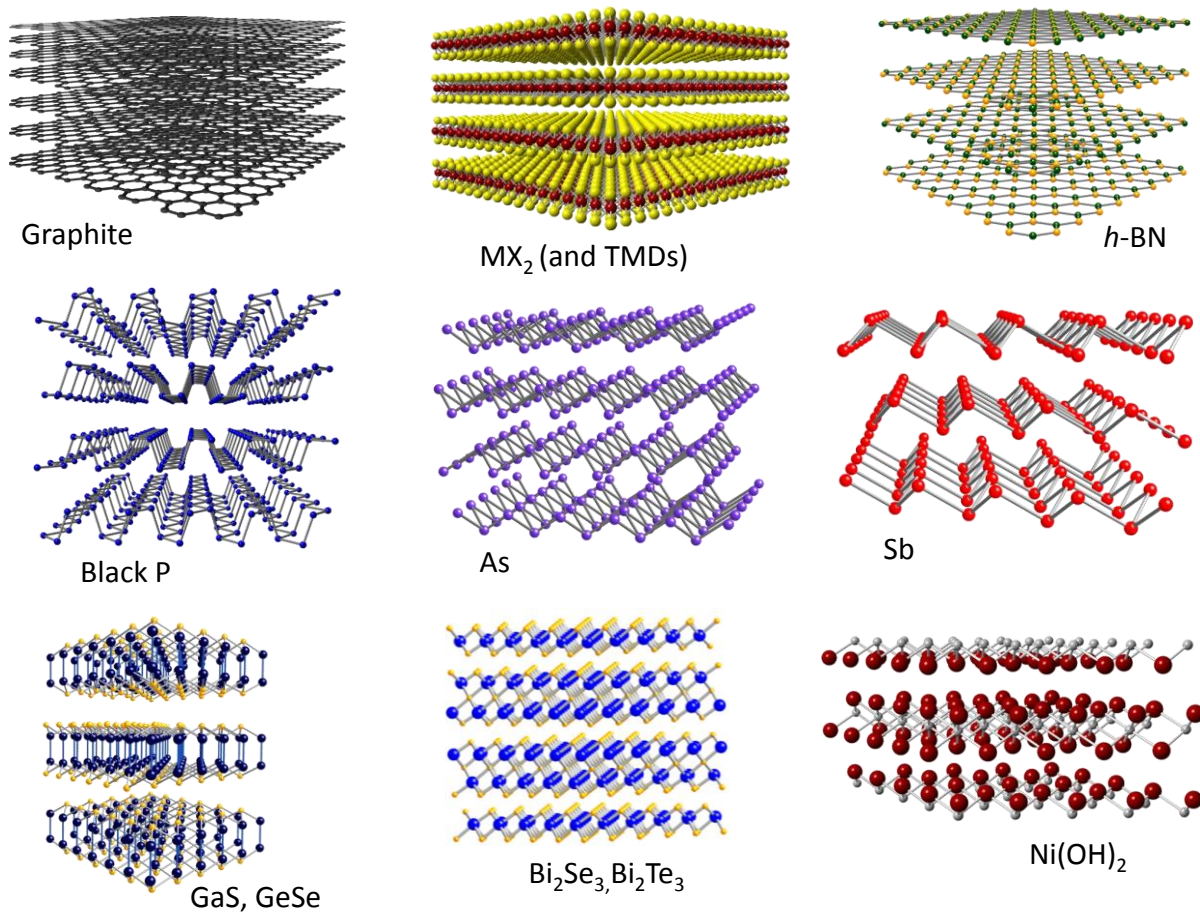 Graphite
MX₂ (and TMDs)
h-BN
Black P
As
Sb
GaS, GeSe
Bi₂Se₃, Bi₂Te₃
Ni(OH)₂